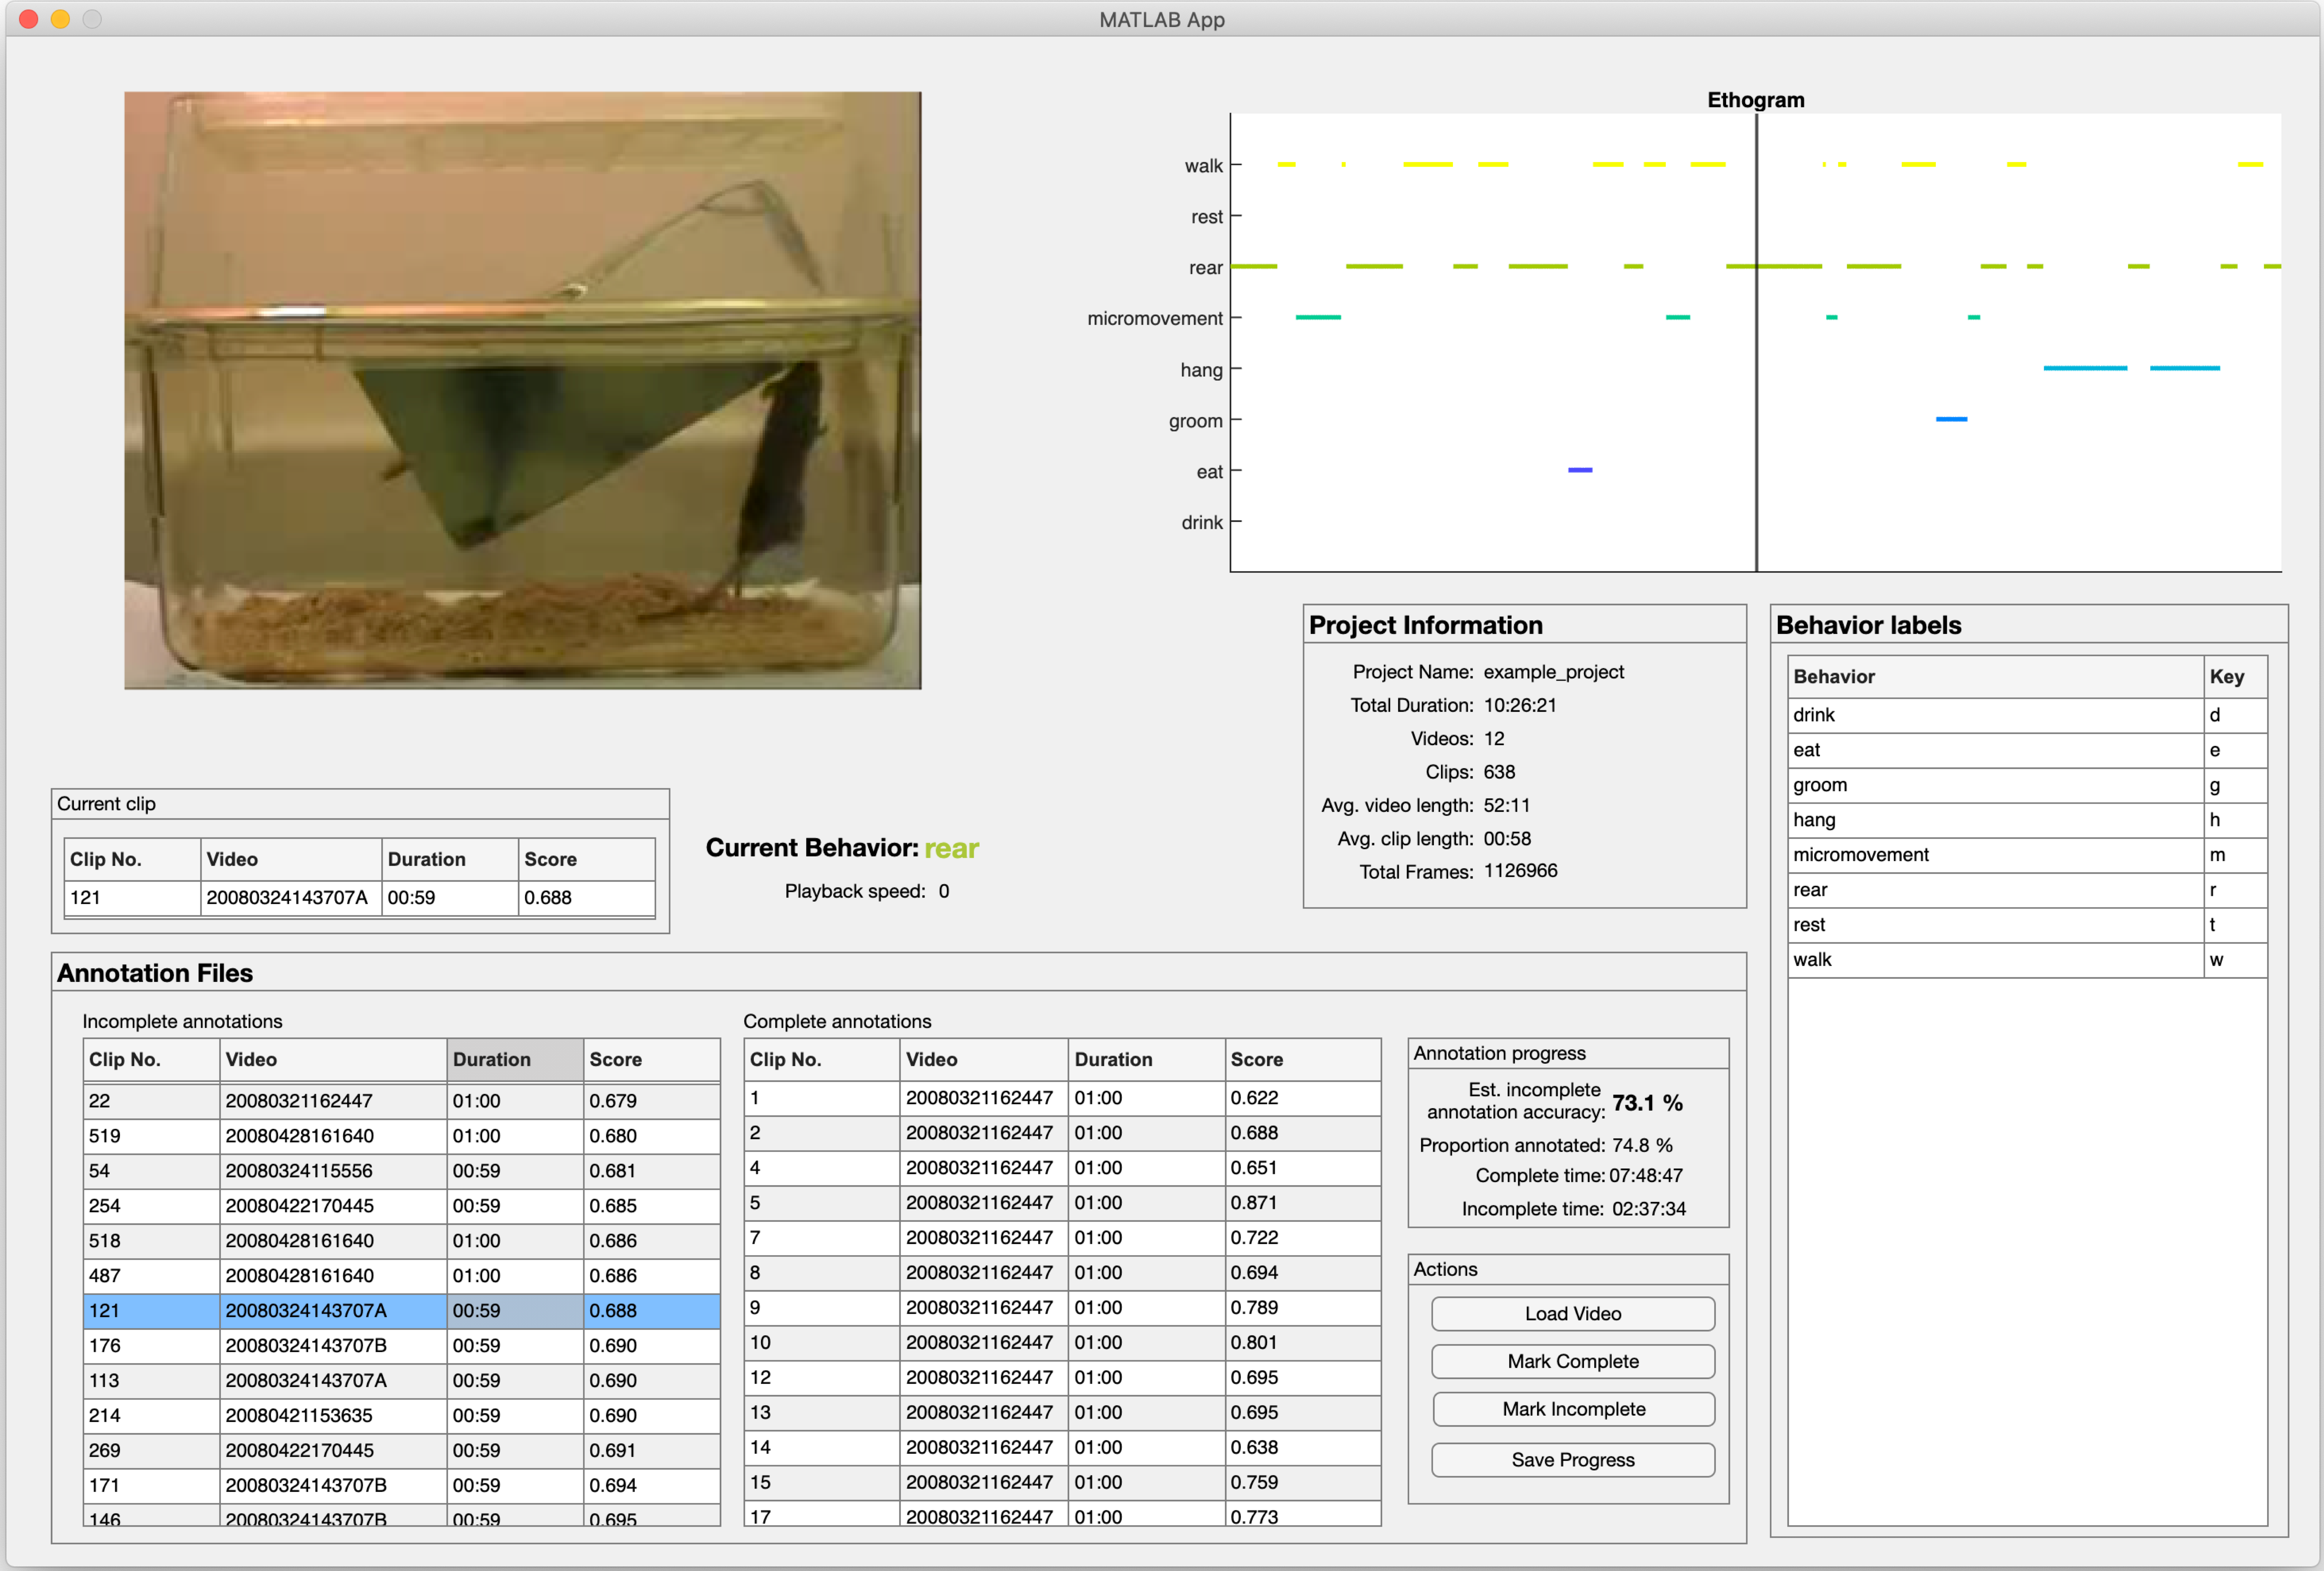 MATLAB App
Ethogram
walk
rest
rear
micromovement
hang
groom
eat
drink
Project Information
Project Name: example_project
Total Duration: 10:26:21
Videos: 12
Clips: 638
Avg. video length: 52:11
Avg. clip length: 00:58
Total Frames: 1126966
Behavior labels
Behavior Key
drink d
eat e
groom g
hang h
micromovement m
rear r
rest t
walk w
Current clip
Clip No. Video Duration Score
121 20080324143707A 00:59 0.688
Current Behavior: rear
Playback speed: 0
Annotation Files
Incomplete annotations
Clip No. Video Duration Score
22 20080321162447 01:00 0.679
519 20080428161640 01:00 0.680
54 20080324115556 00:59 0.681
254 20080422170445 00:59 0.685
518 20080428161640 01:00 0.686
487 20080428161640 01:00 0.686
121 20080324143707A 00:59 0.688
176 20080324143707B 00:59 0.690
113 20080324143707A 00:59 0.690
214 20080421153635 00:59 0.690
269 20080422170445 00:59 0.691
171 20080324143707B 00:59 0.694
146 20080324143707B 00:59 0.695
Complete annotations
Clip No. Video Duration Score
1 20080321162447 01:00 0.622
2 20080321162447 01:00 0.688
4 20080321162447 01:00 0.651
5 20080321162447 01:00 0.871
7 20080321162447 01:00 0.722
8 20080321162447 01:00 0.694
9 20080321162447 01:00 0.789
10 20080321162447 01:00 0.801
12 20080321162447 01:00 0.695
13 20080321162447 01:00 0.695
14 20080321162447 01:00 0.638
15 20080321162447 01:00 0.759
17 20080321162447 01:00 0.773
Annotation progress
Est. incomplete
annotation accuracy: 73.1 %
Proportion annotated: 74.8 %
Complete time: 07:48:47
Incomplete time: 02:37:34
Actions
Load Video
Mark Complete
Mark Incomplete
Save Progress